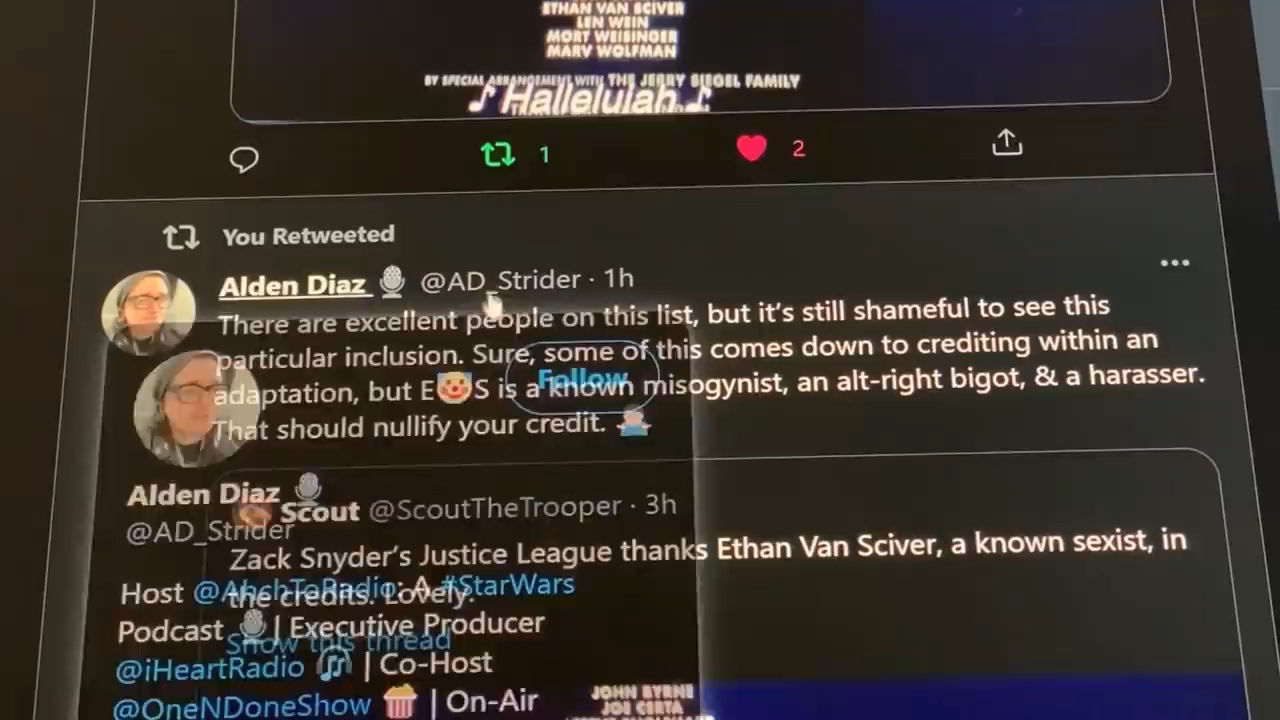 ETHAN VAN SCIVER
LEN WEIN
MORT WEISINGER
MARV WOLFMAN
BY SPECIAL ARRANGEMENT WITH THE JERRY SIEGEL FAMILY
♪ Hallelujah ♪
1
2
You Retweeted
Alden Diaz 🎙 @AD_Strider · 1h
There are excellent people on this list, but it's still shameful to see this
particular inclusion. Sure, some of this comes down to crediting within an
adaptation, but E🤡S is a known misogynist, an alt-right bigot, & a harasser.
That should nullify your credit. 🤷‍♂️
Follow
Alden Diaz 🎙
@AD_Strider
Scout @ScoutTheTrooper · 3h
Zack Snyder's Justice League thanks Ethan Van Sciver, a known sexist, in
the credits. Lovely.
Show this thread
Host @AhchToRadio: A #StarWars
Podcast 🎙 | Executive Producer
@iHeartRadio 🎧 | Co-Host
@OneNDoneShow 🍿 | On-Air
JOHN BYRNE
JOE CERTA